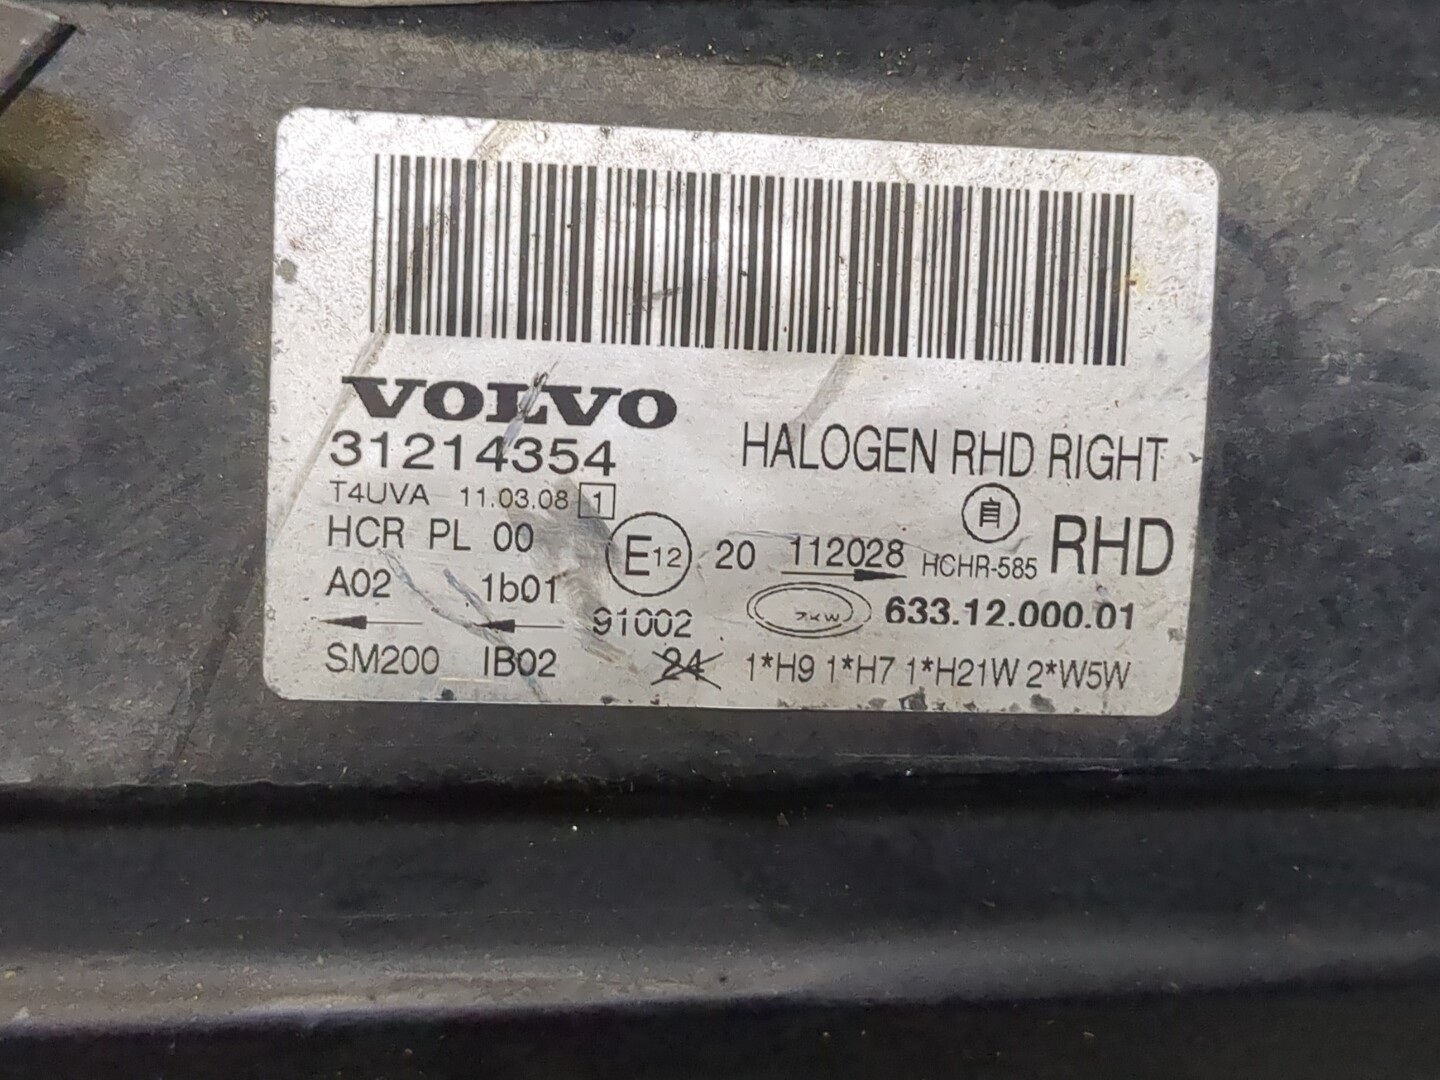 VOLVO
31214354
HALOGEN RHD RIGHT
T4UVA 11.03.08 1
自
HCR PL 00
E12
20 112028 HCHR-585 RHD
A02 1b01
91002
ZKW 633.12.000.01
SM200 IB02 24 1*H9 1*H7 1*H21W 2*W5W